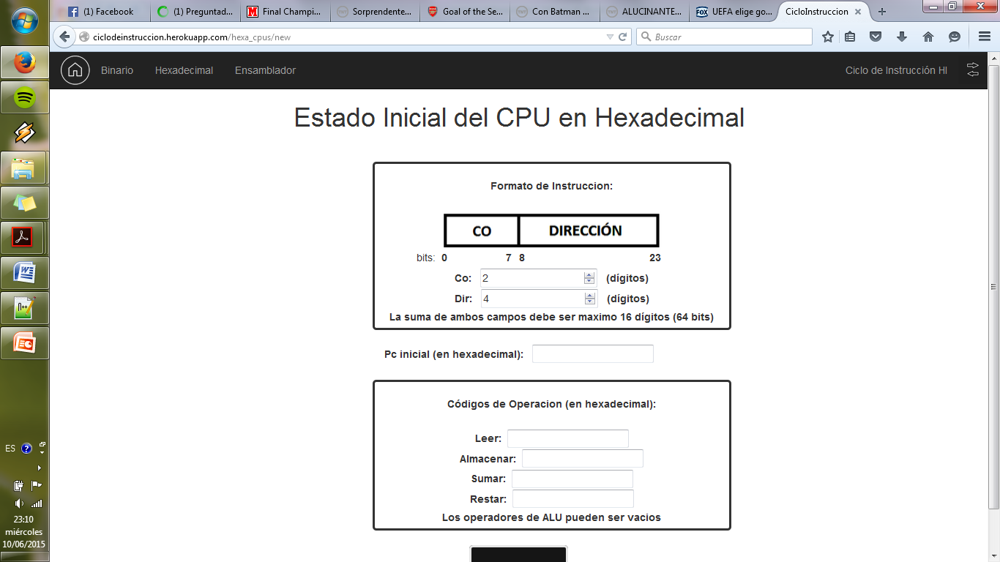 (1) Facebook
(1) Preguntad...
Final Champi...
Sorprendente...
Goal of the Se...
Con Batman ...
ALUCINANTE...
UEFA elige go...
CicloInstruccion
ciclodeinstruccion.herokuapp.com/hexa_cpus/new
Buscar
Binario Hexadecimal Ensamblador
Ciclo de Instrucción HI
Estado Inicial del CPU en Hexadecimal
Formato de Instruccion:
CO DIRECCIÓN
bits: 0 7 8 23
Co: 2 (dígitos)
Dir: 4 (dígitos)
La suma de ambos campos debe ser maximo 16 dígitos (64 bits)
Pc inicial (en hexadecimal):
Códigos de Operacion (en hexadecimal):
Leer:
Almacenar:
Sumar:
Restar:
Los operadores de ALU pueden ser vacios
ES
23:10
miércoles
10/06/2015